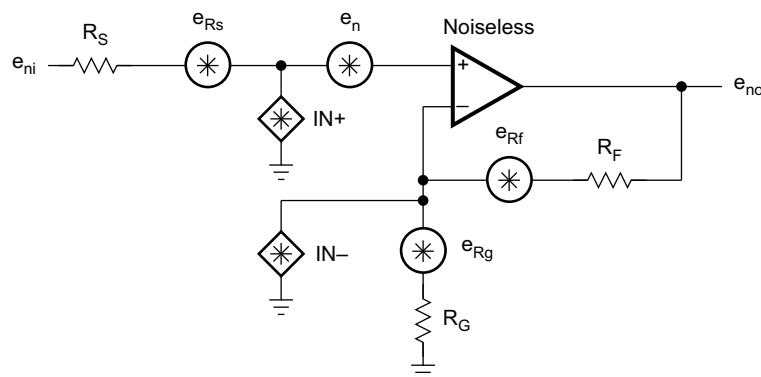 Noiseless
e_Rs
e_n
R_S
e_ni
+
e_no
IN+
−
e_Rf
R_F
IN–
e_Rg
R_G